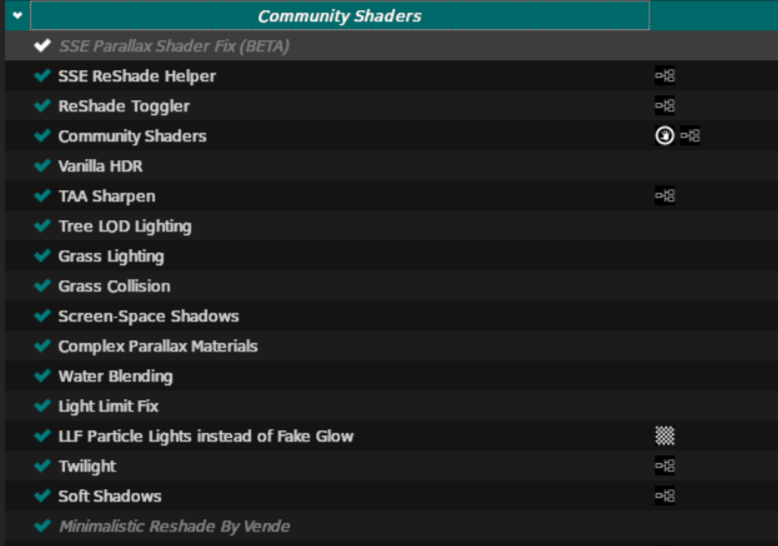 Community Shaders
SSE Parallax Shader Fix (BETA)
SSE ReShade Helper
ReShade Toggler
Community Shaders
Vanilla HDR
TAA Sharpen
Tree LOD Lighting
Grass Lighting
Grass Collision
Screen-Space Shadows
Complex Parallax Materials
Water Blending
Light Limit Fix
LLF Particle Lights instead of Fake Glow
Twilight
Soft Shadows
Minimalistic Reshade By Vende